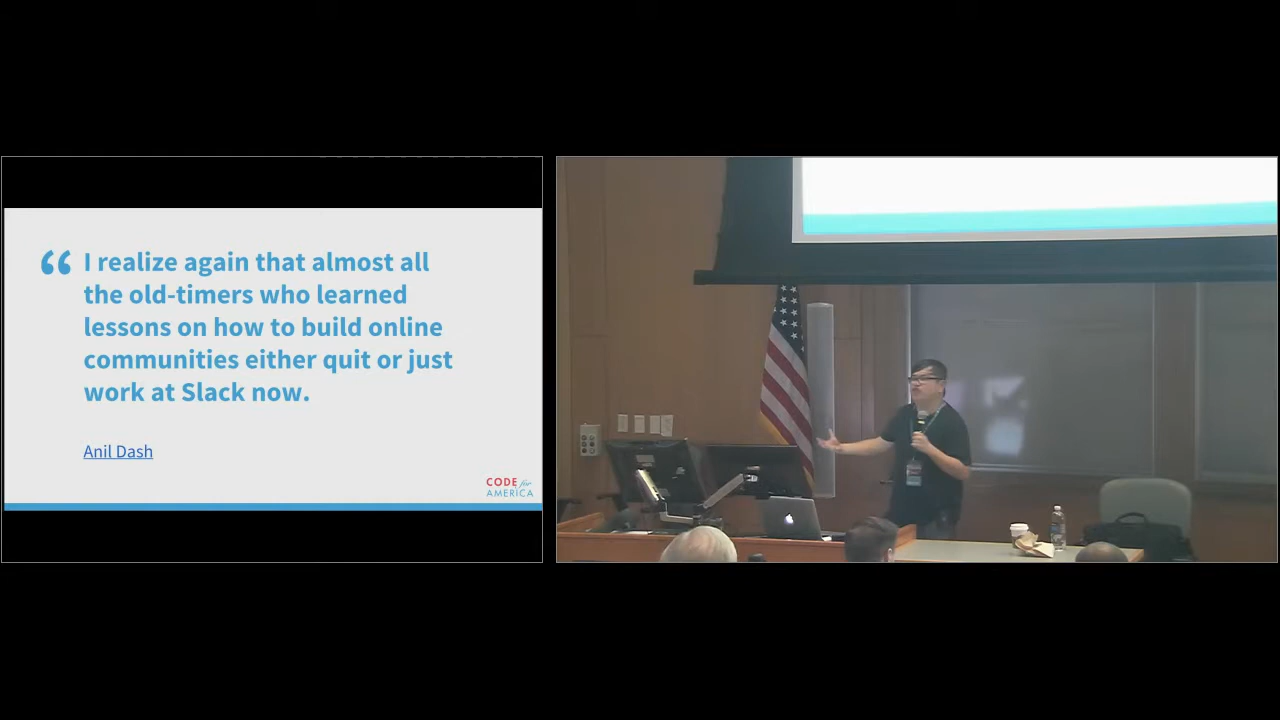 “ I realize again that almost all
the old-timers who learned
lessons on how to build online
communities either quit or just
work at Slack now.
Anil Dash
CODE for
AMERICA